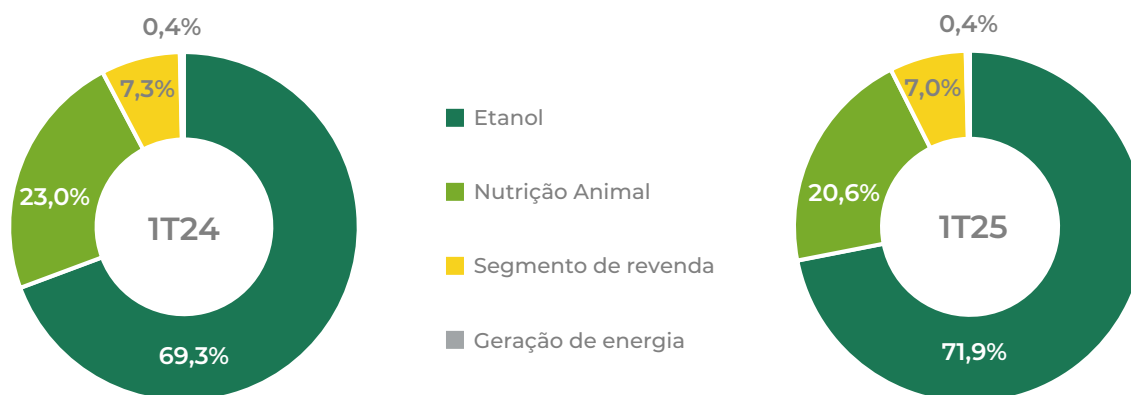 0,4%
7,3%
23,0%
1T24
69,3%
Etanol
Nutrição Animal
Segmento de revenda
Geração de energia
0,4%
7,0%
20,6%
1T25
71,9%